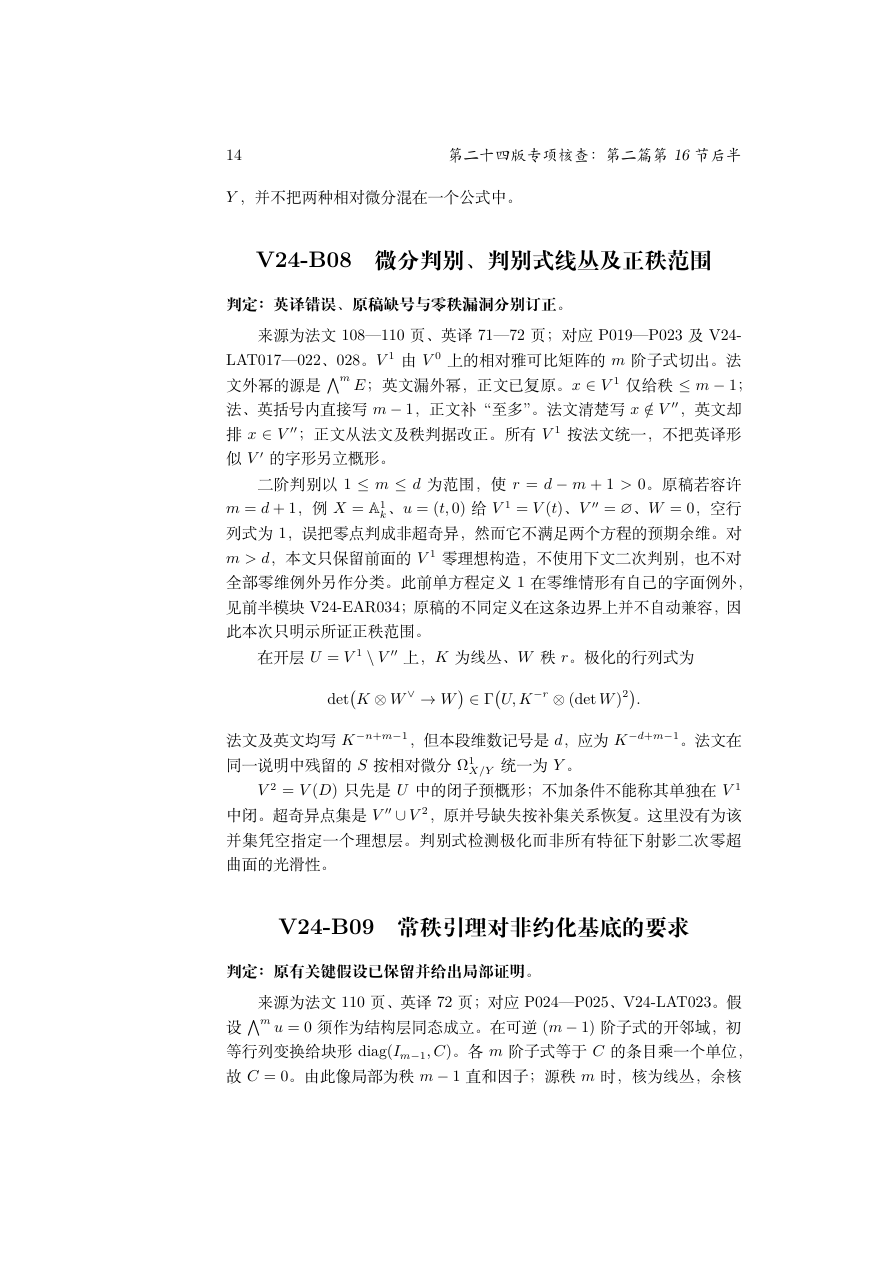 14 第二十四版专项核查：第二篇第 16 节后半
Y，并不把两种相对微分混在一个公式中。
V24-B08 微分判别、判别式线丛及正秩范围
判定：英译错误、原稿缺号与零秩漏洞分别订正。
来源为法文 108—110 页、英译 71—72 页；对应 P019—P023 及 V24-
LAT017—022、028。V¹ 由 V⁰ 上的相对雅可比矩阵的 m 阶子式切出。法
文外幂的源是 ⋀ᵐ E；英文漏外幂，正文已复原。x ∈ V¹ 仅给秩 ≤ m − 1；
法、英括号内直接写 m − 1，正文补 “至多”。法文清楚写 x ∉ V′′，英文却
排 x ∈ V′′；正文从法文及秩判据改正。所有 V¹ 按法文统一，不把英译形
似 V′ 的字形另立概形。
二阶判别以 1 ≤ m ≤ d 为范围，使 r = d − m + 1 > 0。原稿若容许
m = d + 1，例 X = 𝔸¹ₖ、u = (t, 0) 给 V¹ = V(t)、V′′ = ∅、W = 0，空行
列式为 1，误把零点判成非超奇异，然而它不满足两个方程的预期余维。对
m > d，本文只保留前面的 V¹ 零理想构造，不使用下文二次判别，也不对
全部零维例外另作分类。此前单方程定义 1 在零维情形有自己的字面例外，
见前半模块 V24-EAR034；原稿的不同定义在这条边界上并不自动兼容，因
此本次只明示所证正秩范围。
在开层 U = V¹ \ V′′ 上，K 为线丛、W 秩 r。极化的行列式为
det(K ⊗ W^∨ → W) ∈ Γ(U, K^{−r} ⊗ (det W)²).
法文及英文均写 K^{−n+m−1}，但本段维数记号是 d，应为 K^{−d+m−1}。法文在
同一说明中残留的 S 按相对微分 Ω¹_{X/Y} 统一为 Y。
V² = V(D) 只先是 U 中的闭子预概形；不加条件不能称其单独在 V¹
中闭。超奇异点集是 V′′ ∪ V²，原并号缺失按补集关系恢复。这里没有为该
并集凭空指定一个理想层。判别式检测极化而非所有特征下射影二次零超
曲面的光滑性。
V24-B09 常秩引理对非约化基底的要求
判定：原有关键假设已保留并给出局部证明。
来源为法文 110 页、英译 72 页；对应 P024—P025、V24-LAT023。假
设 ⋀ᵐ u = 0 须作为结构层同态成立。在可逆 (m − 1) 阶子式的开邻域，初
等行列变换给块形 diag(I_{m−1}, C)。各 m 阶子式等于 C 的条目乘一个单位，
故 C = 0。由此像局部为秩 m − 1 直和因子；源秩 m 时，核为线丛，余核